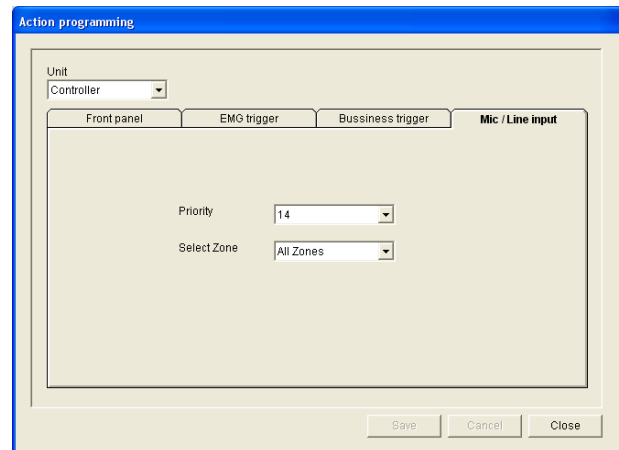 Action programming
Unit
Controller
Front panel EMG trigger Bussiness trigger Mic / Line input
Priority 14
Select Zone All Zones
Save Cancel Close